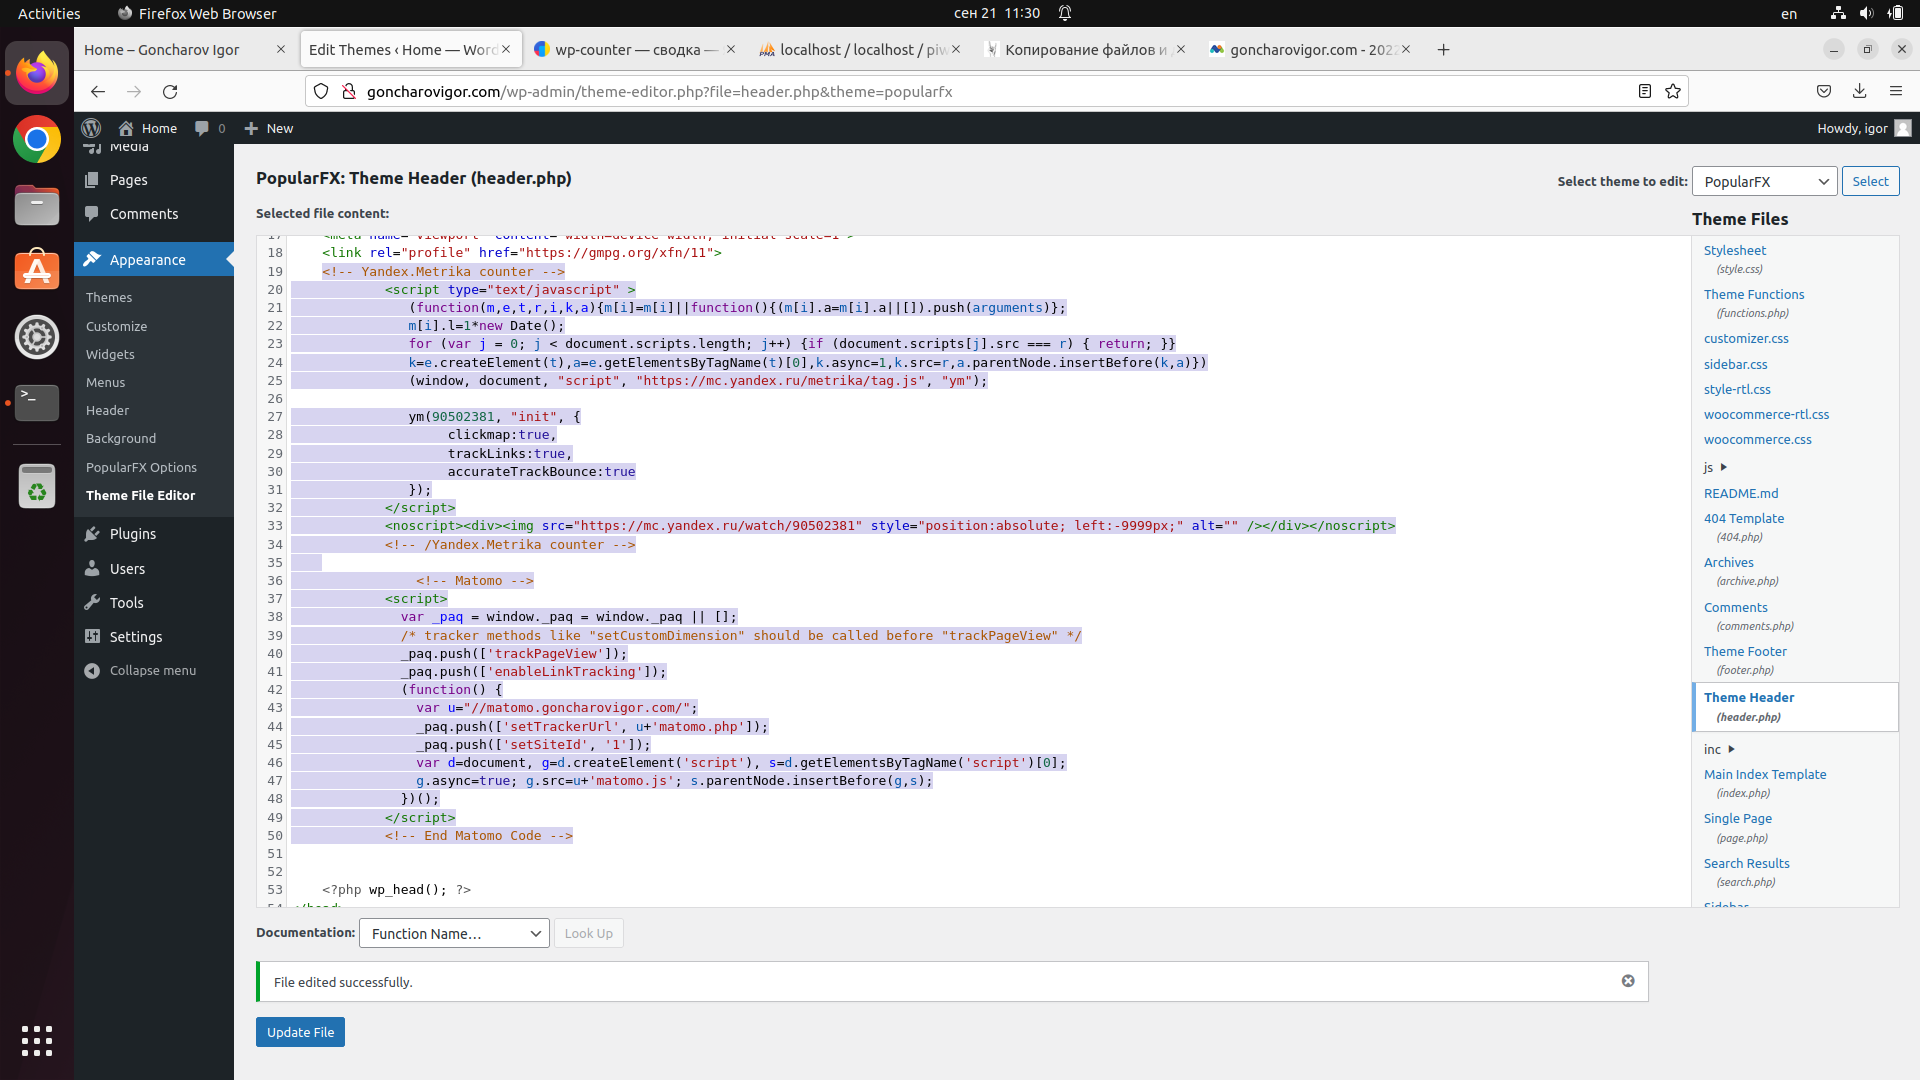 Activities
Firefox Web Browser
сен 21 11:30
en
Home – Goncharov Igor
Edit Themes ‹ Home — Word
wp-counter — сводка —
localhost / localhost / piw
Копирование файлов и
goncharovigor.com - 2022
goncharovigor.com/wp-admin/theme-editor.php?file=header.php&theme=popularfx
Home
0
New
Howdy, igor
Media
Pages
Comments
Appearance
Themes
Customize
Widgets
Menus
Header
Background
PopularFX Options
Theme File Editor
Plugins
Users
Tools
Settings
Collapse menu
PopularFX: Theme Header (header.php)
Select theme to edit:
PopularFX
Select
Selected file content:
17 <meta name="viewport" content="width=device-width, initial-scale=1">
18 <link rel="profile" href="https://gmpg.org/xfn/11">
19 <!-- Yandex.Metrika counter -->
20 <script type="text/javascript" >
21 (function(m,e,t,r,i,k,a){m[i]=m[i]||function(){(m[i].a=m[i].a||[]).push(arguments)};
22 m[i].l=1*new Date();
23 for (var j = 0; j < document.scripts.length; j++) {if (document.scripts[j].src === r) { return; }}
24 k=e.createElement(t),a=e.getElementsByTagName(t)[0],k.async=1,k.src=r,a.parentNode.insertBefore(k,a)})
25 (window, document, "script", "https://mc.yandex.ru/metrika/tag.js", "ym");
26
27 ym(90502381, "init", {
28 clickmap:true,
29 trackLinks:true,
30 accurateTrackBounce:true
31 });
32 </script>
33 <noscript><div><img src="https://mc.yandex.ru/watch/90502381" style="position:absolute; left:-9999px;" alt="" /></div></noscript>
34 <!-- /Yandex.Metrika counter -->
35
36 <!-- Matomo -->
37 <script>
38 var _paq = window._paq = window._paq || [];
39 /* tracker methods like "setCustomDimension" should be called before "trackPageView" */
40 _paq.push(['trackPageView']);
41 _paq.push(['enableLinkTracking']);
42 (function() {
43 var u="//matomo.goncharovigor.com/";
44 _paq.push(['setTrackerUrl', u+'matomo.php']);
45 _paq.push(['setSiteId', '1']);
46 var d=document, g=d.createElement('script'), s=d.getElementsByTagName('script')[0];
47 g.async=true; g.src=u+'matomo.js'; s.parentNode.insertBefore(g,s);
48 })();
49 </script>
50 <!-- End Matomo Code -->
51
52
53 <?php wp_head(); ?>
54 </head>
Theme Files
Stylesheet
(style.css)
Theme Functions
(functions.php)
customizer.css
sidebar.css
style-rtl.css
woocommerce-rtl.css
woocommerce.css
js
README.md
404 Template
(404.php)
Archives
(archive.php)
Comments
(comments.php)
Theme Footer
(footer.php)
Theme Header
(header.php)
inc
Main Index Template
(index.php)
Single Page
(page.php)
Search Results
(search.php)
Sidebar
Documentation:
Function Name...
Look Up
File edited successfully.
Update File